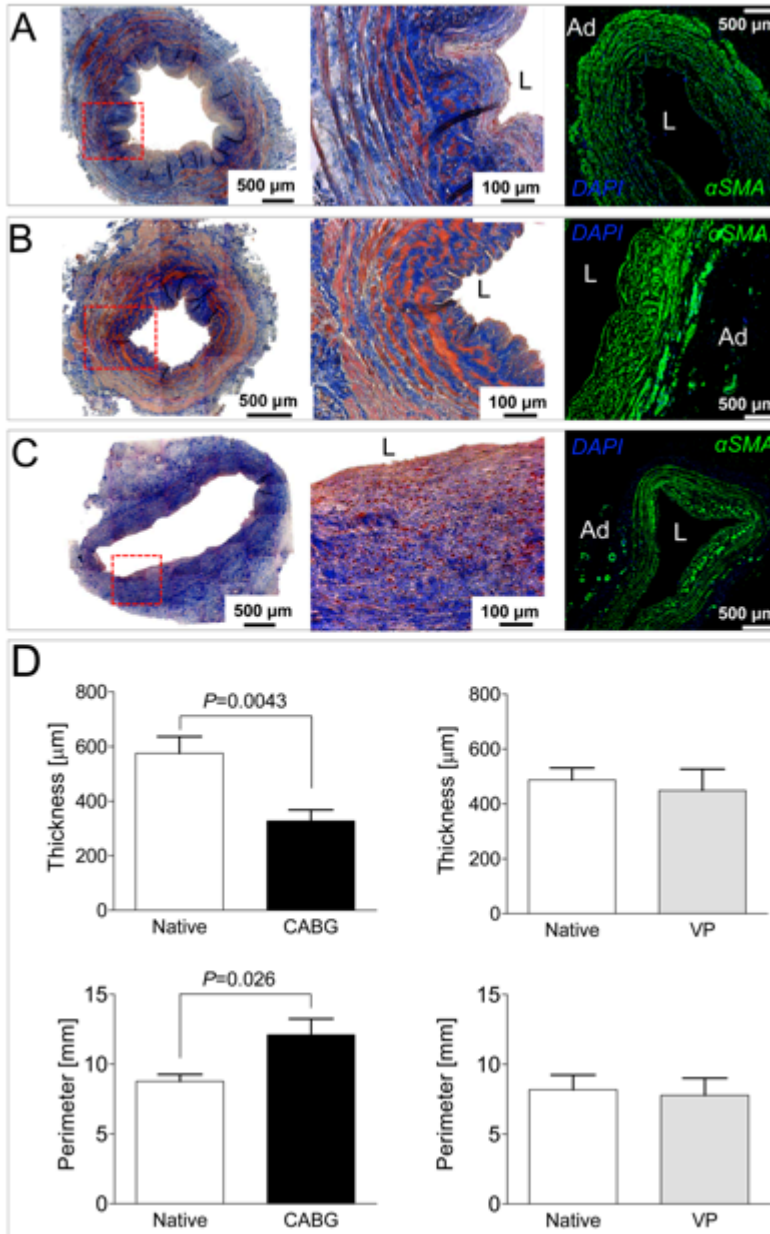 A
500 µm
L
100 µm
Ad
500 µm
L
DAPI
αSMA
B
500 µm
L
100 µm
DAPI
αSMA
L
Ad
500 µm
C
500 µm
L
100 µm
DAPI
αSMA
Ad
L
500 µm
D
Thickness [µm]
800
600
400
200
0
P=0.0043
Native
CABG
Thickness [µm]
800
600
400
200
0
Native
VP
Perimeter [mm]
15
10
5
0
P=0.026
Native
CABG
Perimeter [mm]
15
10
5
0
Native
VP